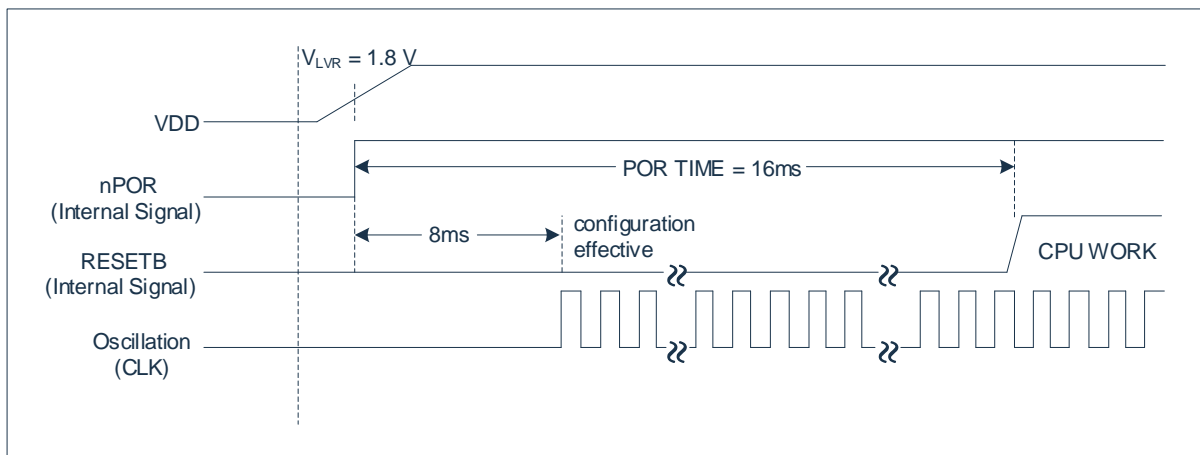 V_LVR = 1.8 V
VDD
nPOR
(Internal Signal)
POR TIME = 16ms
8ms
configuration
effective
RESETB
(Internal Signal)
CPU WORK
Oscillation
(CLK)